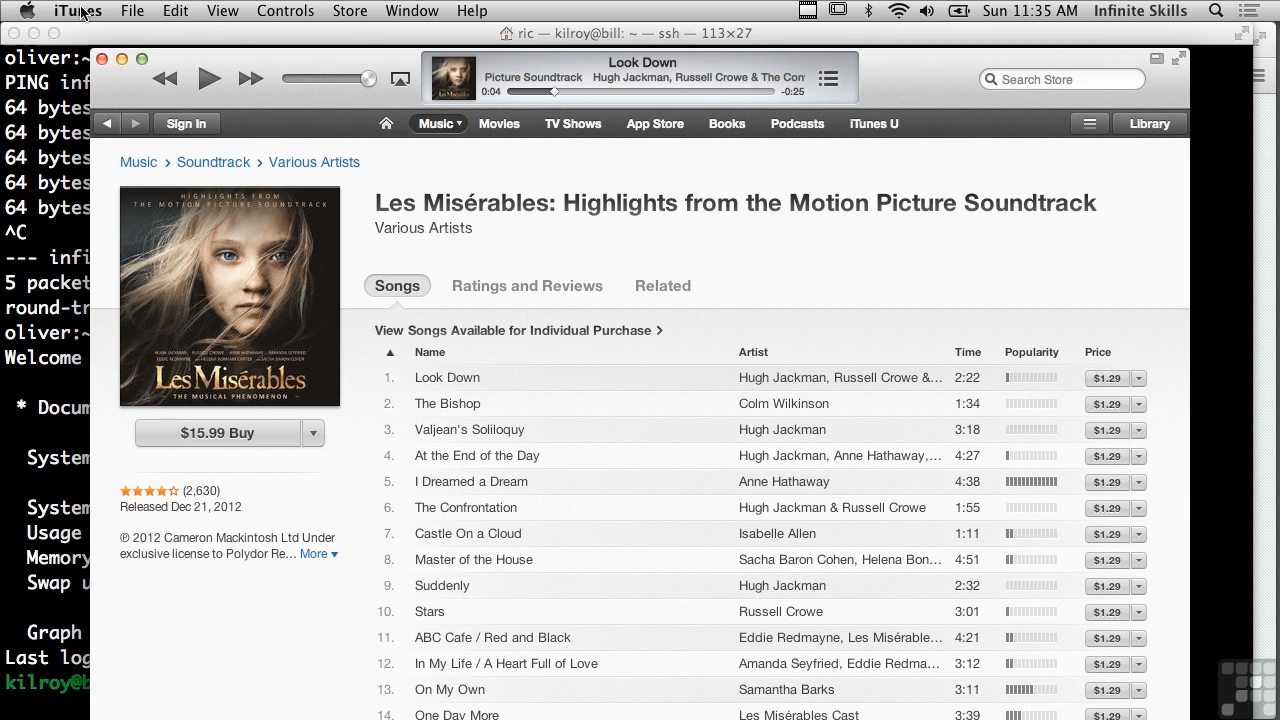 iTunes File Edit View Controls Store Window Help Sun 11:35 AM Infinite Skills
ric — kilroy@bill: ~ — ssh — 113×27
oliver:~
PING inf
64 bytes
64 bytes
64 bytes
64 bytes
64 bytes
64 bytes
^C
--- infi
5 packet
round-tr
oliver:~
Welcome
* Docum
System
System
Usage
Memory
Swap u
Graph
Last log
kilroy@b
Look Down
Picture Soundtrack Hugh Jackman, Russell Crowe & The Con
0:04 -0:25
Search Store
Sign In Music Movies TV Shows App Store Books Podcasts iTunes U Library
Music > Soundtrack > Various Artists
HIGHLIGHTS FROM
THE MOTION PICTURE SOUNDTRACK
Les Misérables
THE MUSICAL PHENOMENON
Les Misérables: Highlights from the Motion Picture Soundtrack
Various Artists
Songs Ratings and Reviews Related
$15.99 Buy
(2,630)
Released Dec 21, 2012
℗ 2012 Cameron Mackintosh Ltd Under
exclusive license to Polydor Re... More
View Songs Available for Individual Purchase >
Name Artist Time Popularity Price
1. Look Down Hugh Jackman, Russell Crowe &... 2:22 $1.29
2. The Bishop Colm Wilkinson 1:34 $1.29
3. Valjean's Soliloquy Hugh Jackman 3:18 $1.29
4. At the End of the Day Hugh Jackman, Anne Hathaway,... 4:27 $1.29
5. I Dreamed a Dream Anne Hathaway 4:38 $1.29
6. The Confrontation Hugh Jackman & Russell Crowe 1:55 $1.29
7. Castle On a Cloud Isabelle Allen 1:11 $1.29
8. Master of the House Sacha Baron Cohen, Helena Bon... 4:51 $1.29
9. Suddenly Hugh Jackman 2:32 $1.29
10. Stars Russell Crowe 3:01 $1.29
11. ABC Cafe / Red and Black Eddie Redmayne, Les Misérable... 4:21 $1.29
12. In My Life / A Heart Full of Love Amanda Seyfried, Eddie Redma... 3:12 $1.29
13. On My Own Samantha Barks 3:11 $1.29
14. One Day More Les Misérables Cast 3:39 $1.29